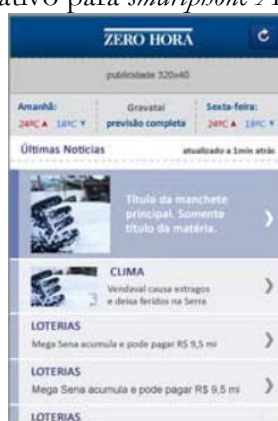 ativo para smartphone A
ZERO HORA
publicidade 320x40
Amanhã:
24ºC ▲ 18ºC ▼
Gravataí
previsão completa
Sexta-feira:
24ºC ▲ 18ºC ▼
Últimas Notícias
atualizado a 1min atrás
Título da manchete
principal. Somente
título da matéria.
CLIMA
Vendaval causa estragos
e deixa feridos na Serra
LOTERIAS
Mega Sena acumula e pode pagar R$ 9,5 mi
LOTERIAS
Mega Sena acumula e pode pagar R$ 9,5 mi
LOTERIAS